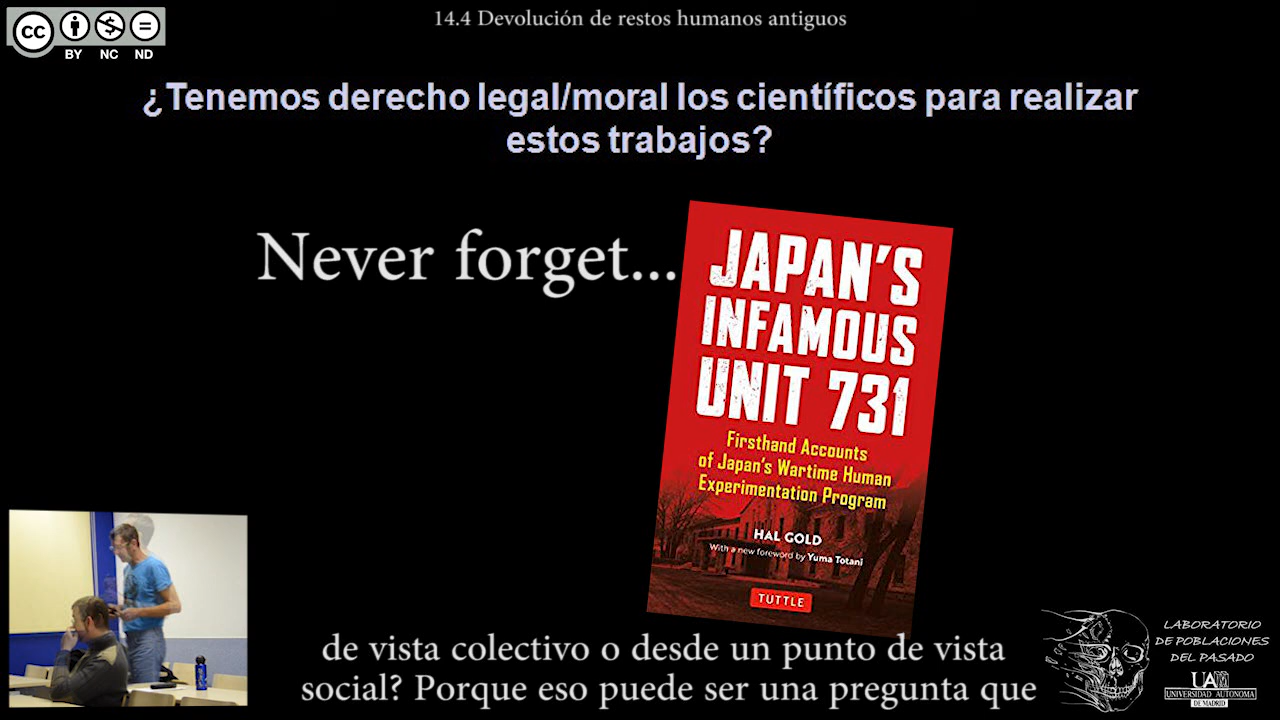 14.4 Devolución de restos humanos antiguos
cc
BY NC ND
¿Tenemos derecho legal/moral los científicos para realizar
estos trabajos?
Never forget...
JAPAN'S
INFAMOUS
UNIT 731
Firsthand Accounts
of Japan's Wartime Human
Experimentation Program
HAL GOLD
With a new foreword by Yuma Totani
TUTTLE
de vista colectivo o desde un punto de vista
social? Porque eso puede ser una pregunta que
LABORATORIO
DE POBLACIONES
DEL PASADO
UAM
UNIVERSIDAD AUTONOMA
DE MADRID